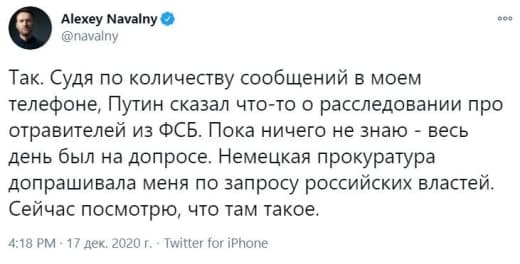 Alexey Navalny
@navalny
Так. Судя по количеству сообщений в моем
телефоне, Путин сказал что-то о расследовании про
отравителей из ФСБ. Пока ничего не знаю - весь
день был на допросе. Немецкая прокуратура
допрашивала меня по запросу российских властей.
Сейчас посмотрю, что там такое.
4:18 PM · 17 дек. 2020 г. · Twitter for iPhone